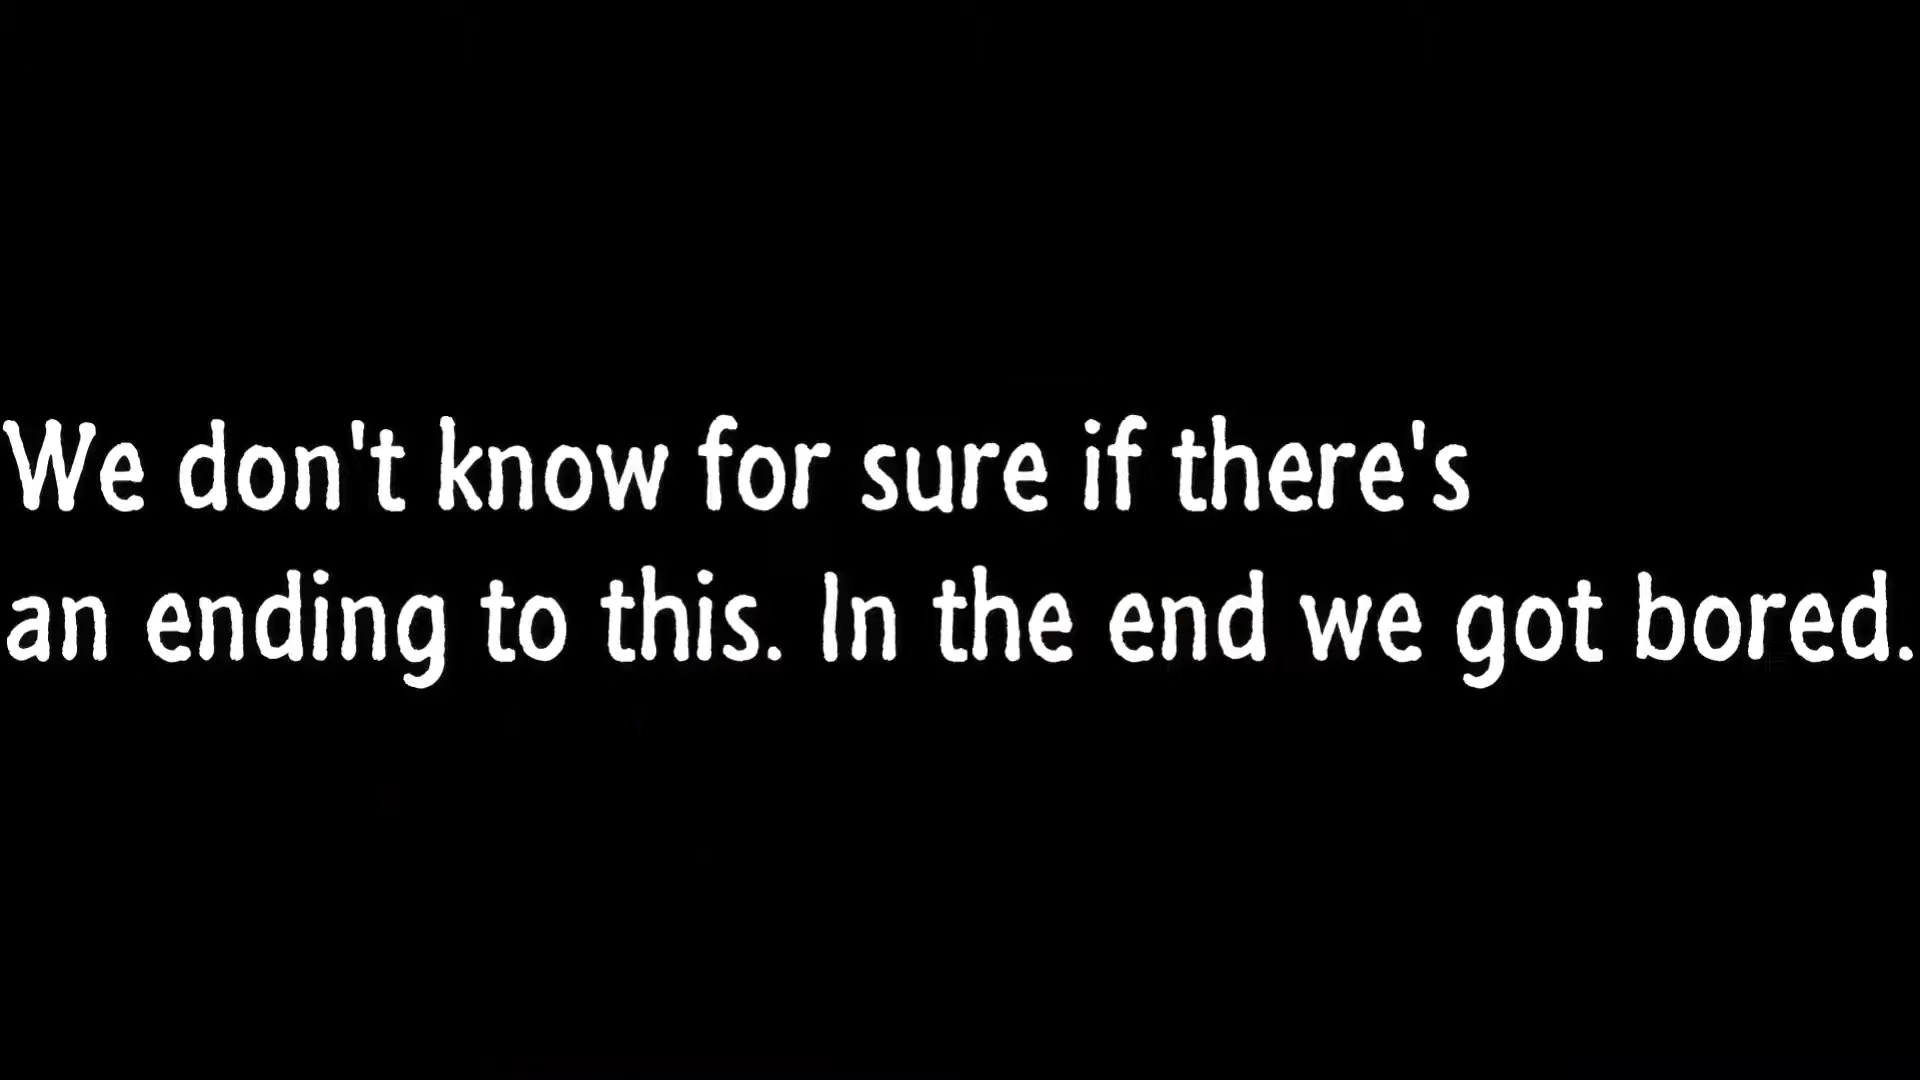 We don't know for sure if there's
an ending to this. In the end we got bored.